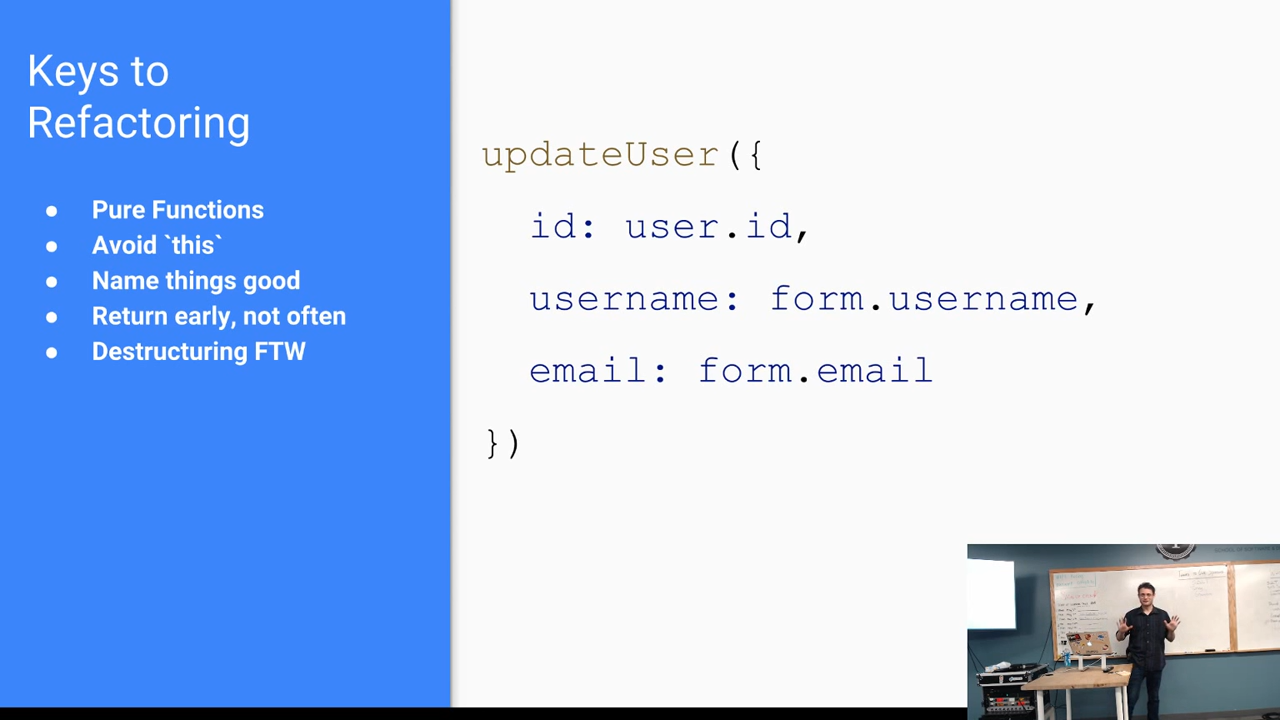 Keys to
Refactoring
● Pure Functions
● Avoid `this`
● Name things good
● Return early, not often
● Destructuring FTW
updateUser({
id: user.id,
username: form.username,
email: form.email
})